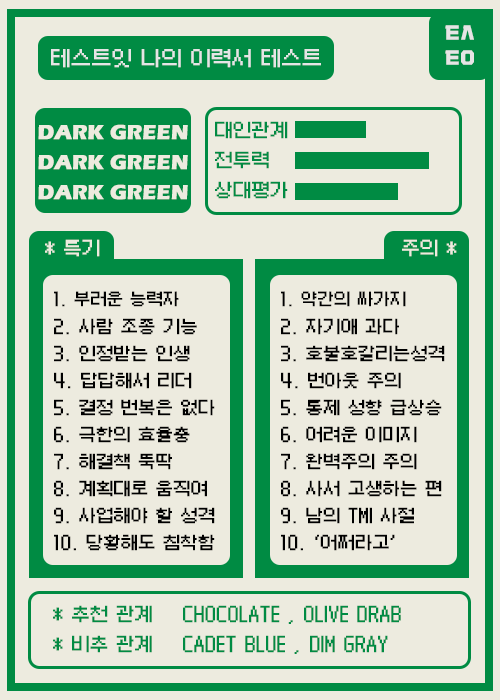 테스트잇 나의 이력서 테스트
테스
트잇
DARK GREEN
DARK GREEN
DARK GREEN
대인관계
전투력
상대평가
* 특기
1. 부러운 능력자
2. 사람 조종 기능
3. 인정받는 인생
4. 답답해서 리더
5. 결정 번복은 없다
6. 극한의 효율충
7. 해결책 뚝딱
8. 계획대로 움직여
9. 사업해야 할 성격
10. 당황해도 침착함
주의 *
1. 약간의 싸가지
2. 자기애 과다
3. 호불호갈리는성격
4. 번아웃 주의
5. 통제 성향 급상승
6. 어려운 이미지
7. 완벽주의 주의
8. 사서 고생하는 편
9. 남의 TMI 사절
10. ‘어쩌라고’
* 추천 관계 CHOCOLATE , OLIVE DRAB
* 비추 관계 CADET BLUE , DIM GRAY